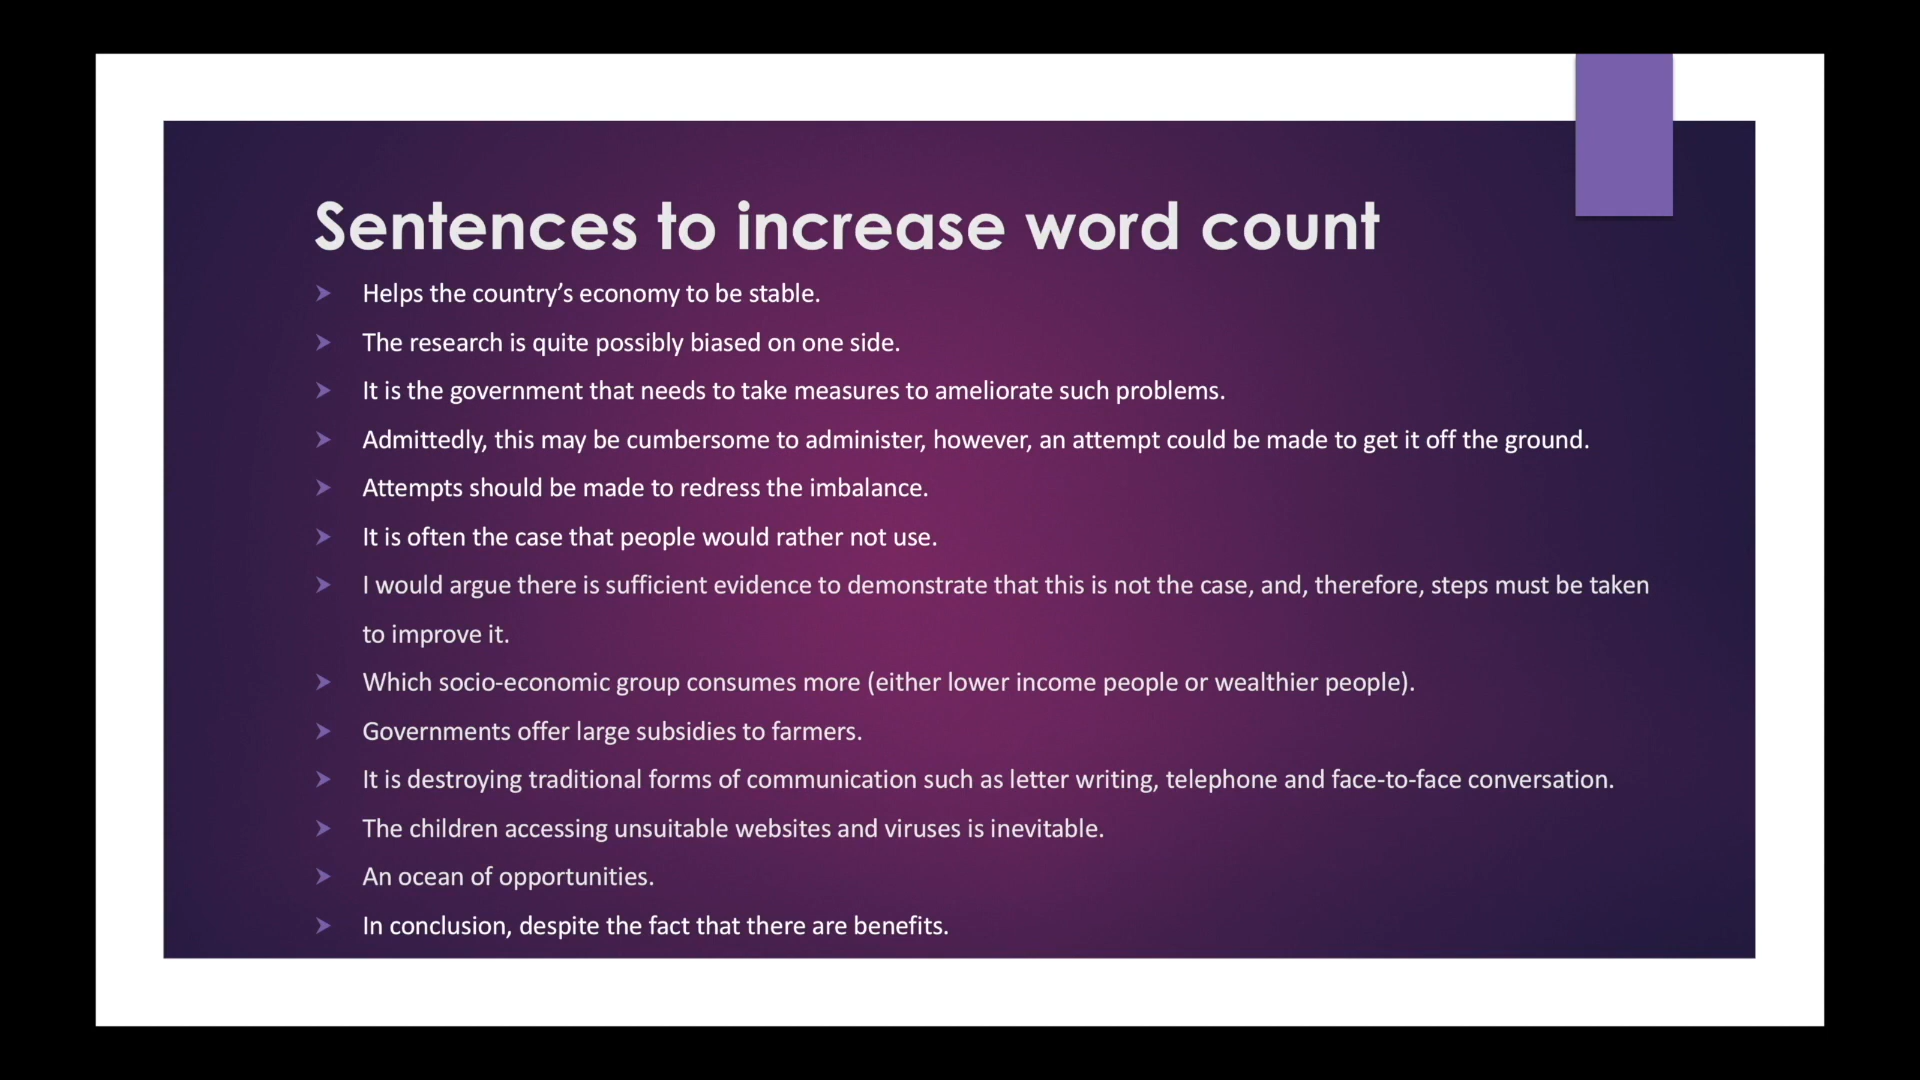 Sentences to increase word count
Helps the country’s economy to be stable.
The research is quite possibly biased on one side.
It is the government that needs to take measures to ameliorate such problems.
Admittedly, this may be cumbersome to administer, however, an attempt could be made to get it off the ground.
Attempts should be made to redress the imbalance.
It is often the case that people would rather not use.
I would argue there is sufficient evidence to demonstrate that this is not the case, and, therefore, steps must be taken
to improve it.
Which socio-economic group consumes more (either lower income people or wealthier people).
Governments offer large subsidies to farmers.
It is destroying traditional forms of communication such as letter writing, telephone and face-to-face conversation.
The children accessing unsuitable websites and viruses is inevitable.
An ocean of opportunities.
In conclusion, despite the fact that there are benefits.